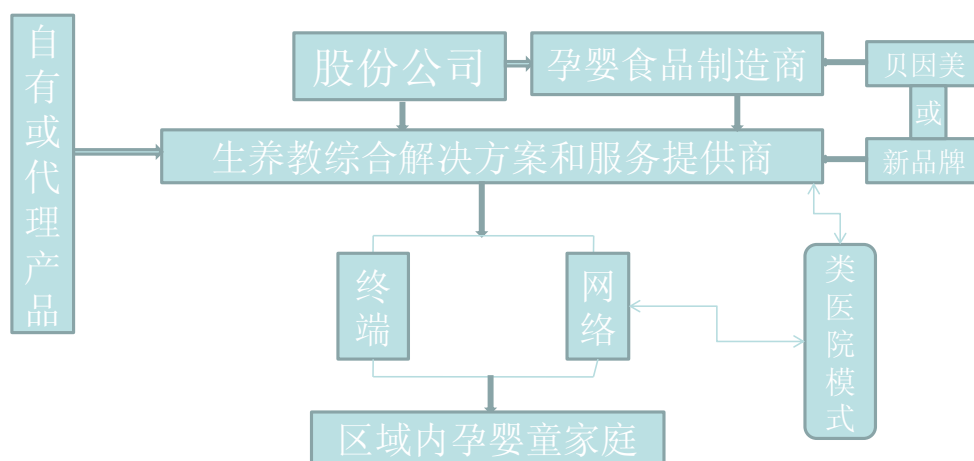 自有或代理产品
股份公司
孕婴食品制造商
贝因美
或
新品牌
生养教综合解决方案和服务提供商
终端
网络
类医院模式
区域内孕婴童家庭